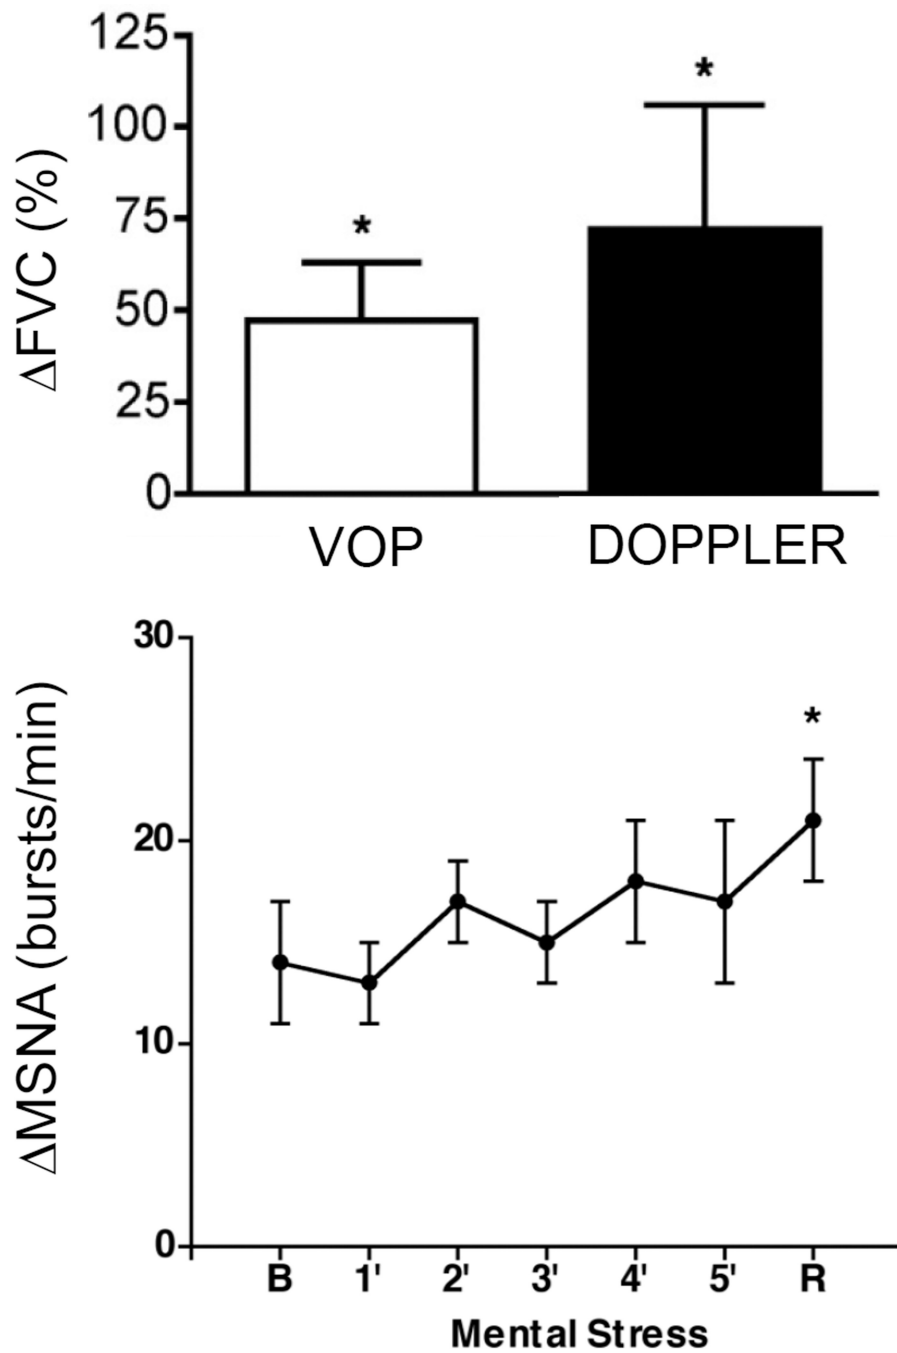 ΔFVC (%)
125
100
75
50
25
0
*
*
VOP
DOPPLER
ΔMSNA (bursts/min)
30
20
10
0
*
B 1' 2' 3' 4' 5' R
Mental Stress